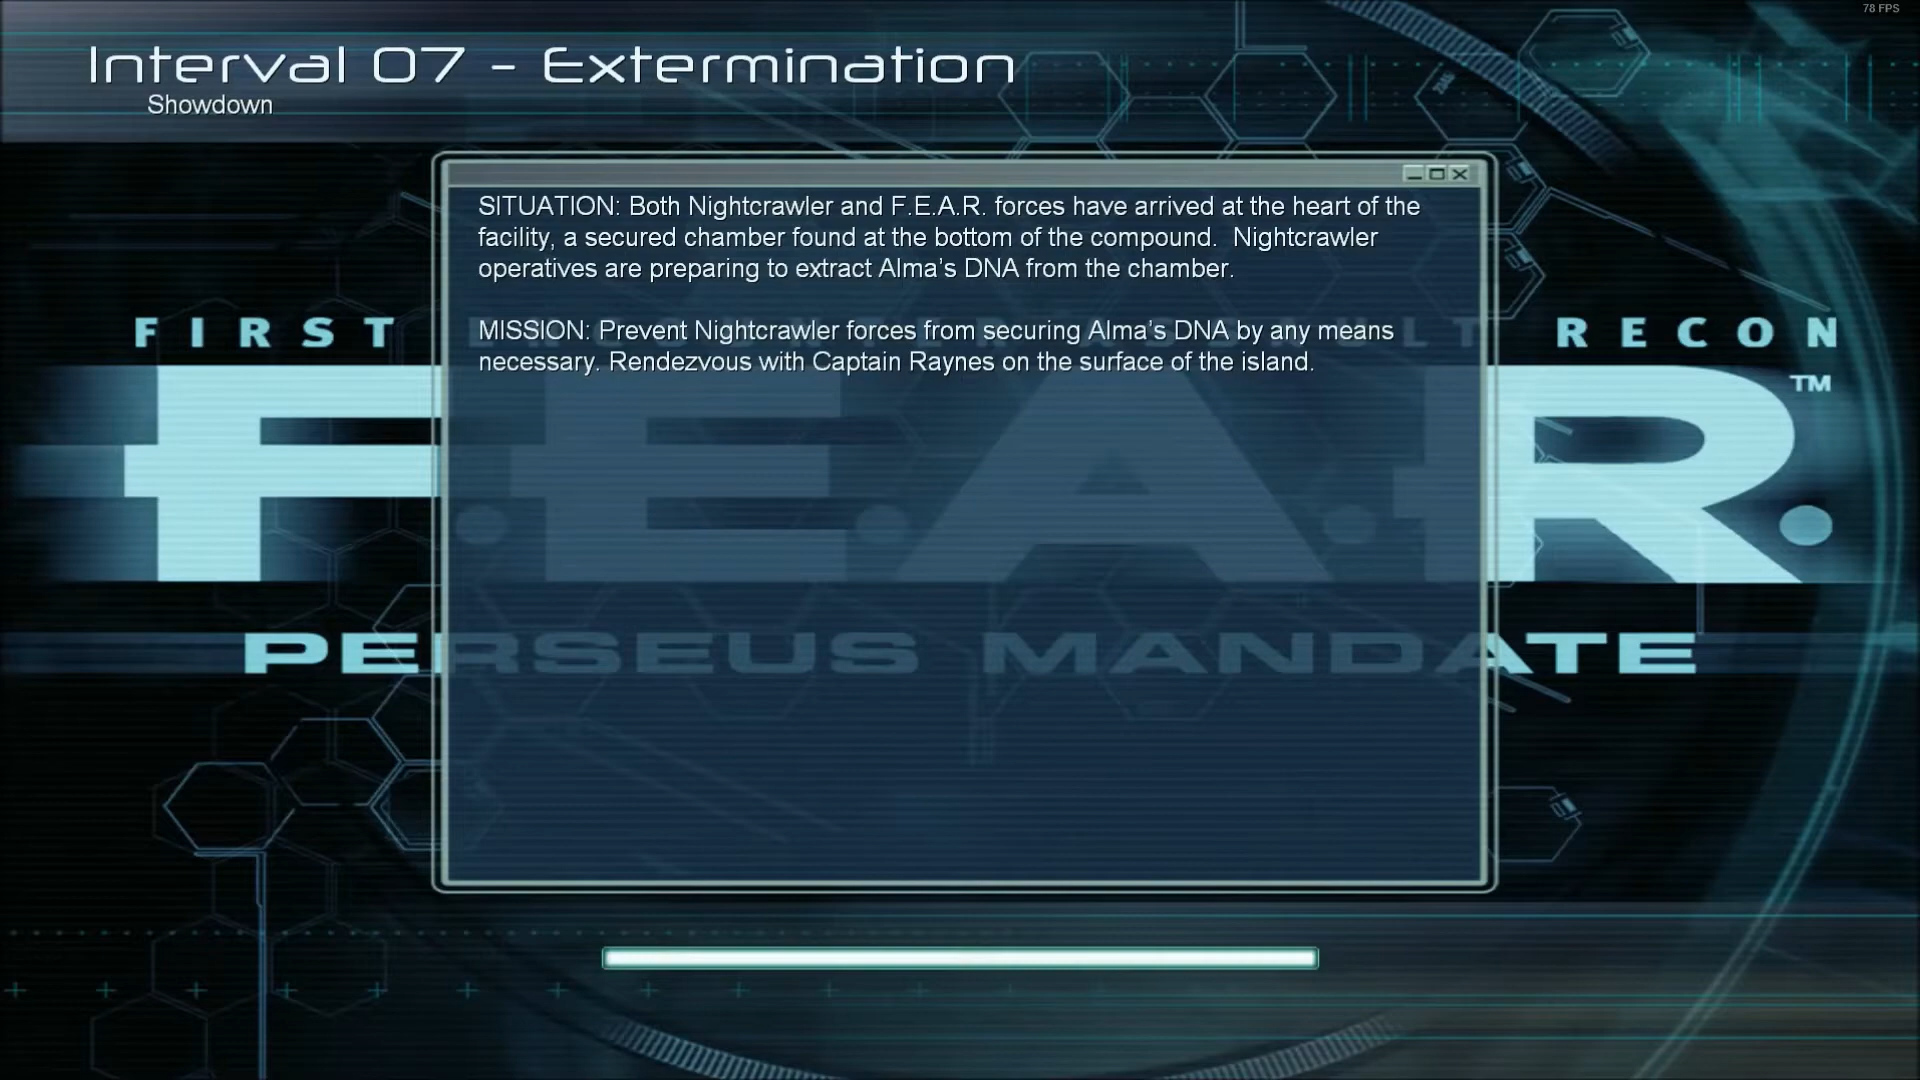 78 FPS
Interval 07 - Extermination
Showdown
SITUATION: Both Nightcrawler and F.E.A.R. forces have arrived at the heart of the
facility, a secured chamber found at the bottom of the compound.  Nightcrawler
operatives are preparing to extract Alma’s DNA from the chamber.
MISSION: Prevent Nightcrawler forces from securing Alma’s DNA by any means
necessary. Rendezvous with Captain Raynes on the surface of the island.
FIRST RECON
F.E.A.R.™
PERSEUS MANDATE